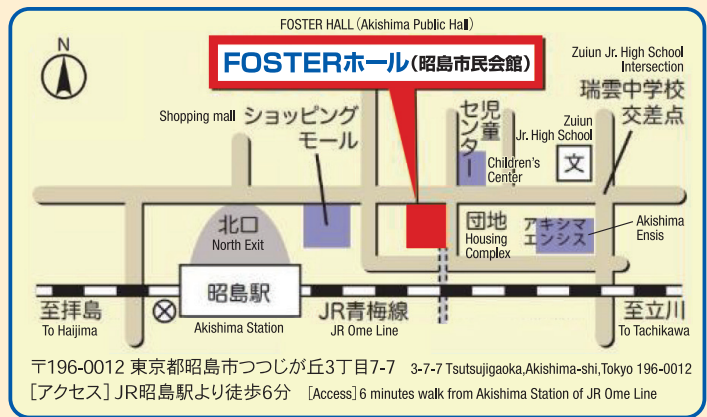 FOSTER HALL (Akishima Public Hall)
N
FOSTERホール(昭島市民会館)
Zuiun Jr. High School
Intersection
瑞雲中学校
交差点
Shopping mall
ショッピング
モール
児童
センター
Children's
Center
Zuiun
Jr. High School
文
北口
North Exit
団地
Housing
Complex
アキシマ
エンシス
Akishima
Ensis
昭島駅
Akishima Station
至拝島
To Haijima
JR青梅線
JR Ome Line
至立川
To Tachikawa
〒196-0012 東京都昭島市つつじが丘3丁目7-7 3-7-7 Tsutsujigaoka,Akishima-shi,Tokyo 196-0012
[アクセス] JR昭島駅より徒歩6分 [Access] 6 minutes walk from Akishima Station of JR Ome Line